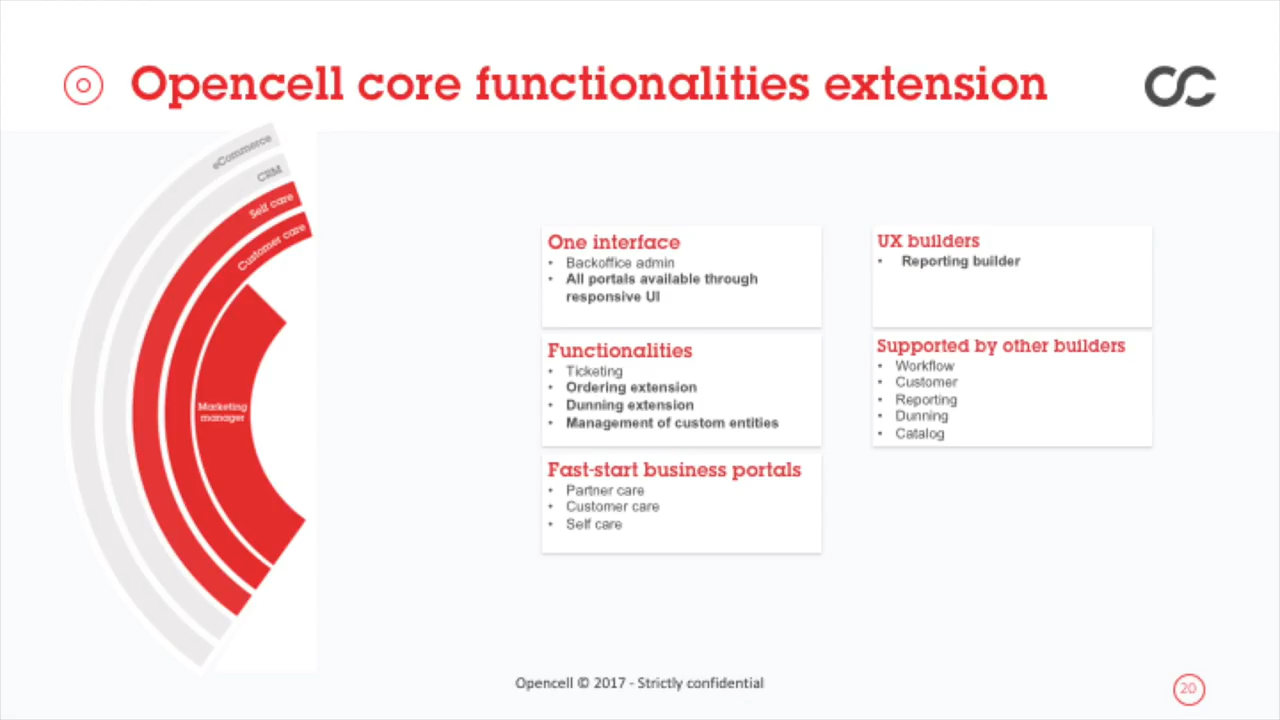 Opencell core functionalities extension
eCommerce
CRM
Self care
Customer care
Marketing
manager
One interface
• Backoffice admin
• All portals available through
responsive UI
Functionalities
• Ticketing
• Ordering extension
• Dunning extension
• Management of custom entities
Fast-start business portals
• Partner care
• Customer care
• Self care
UX builders
• Reporting builder
Supported by other builders
• Workflow
• Customer
• Reporting
• Dunning
• Catalog
Opencell © 2017 - Strictly confidential
20